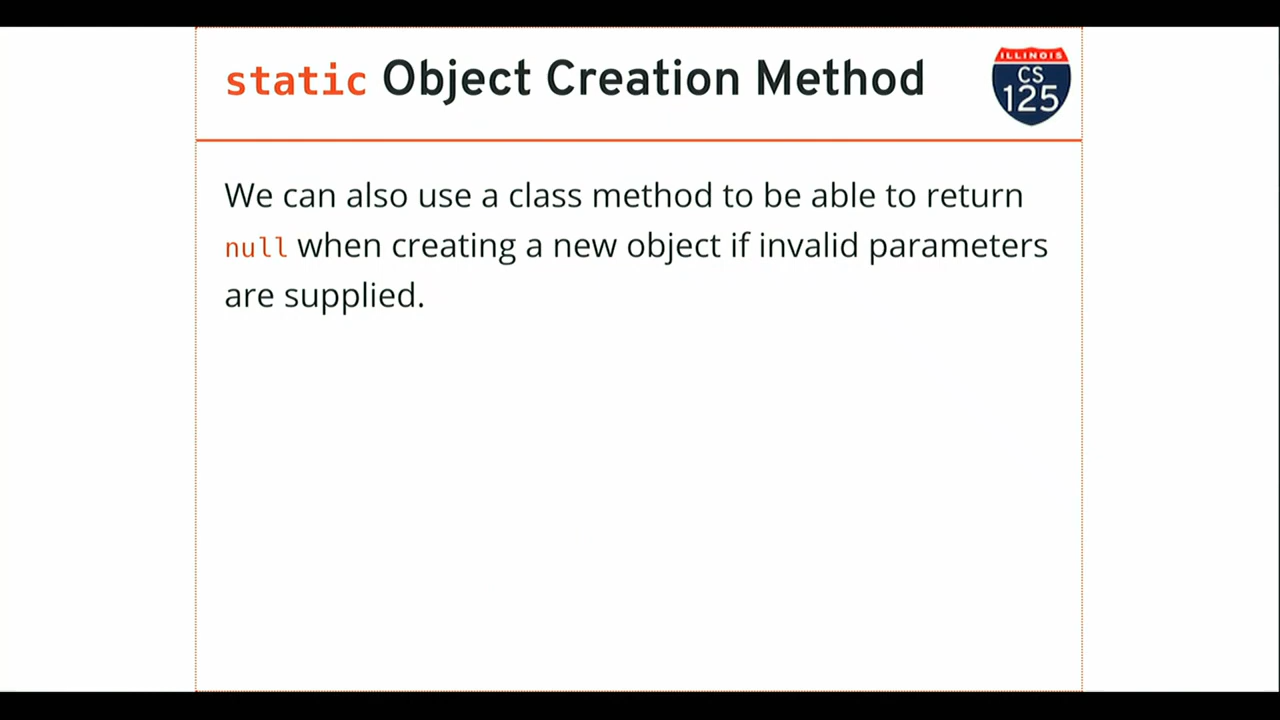 static Object Creation Method
ILLINOIS
CS
125
We can also use a class method to be able to return
null when creating a new object if invalid parameters
are supplied.